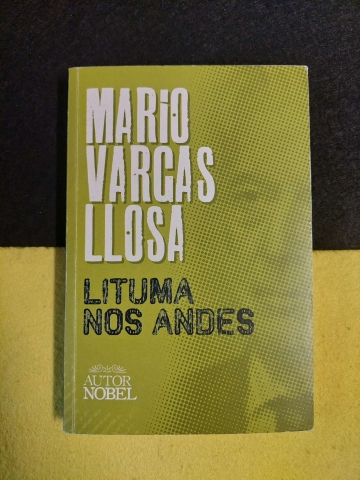 MARIO
VARGAS
LLOSA
LITUMA
NOS ANDES
AUTOR
NOBEL